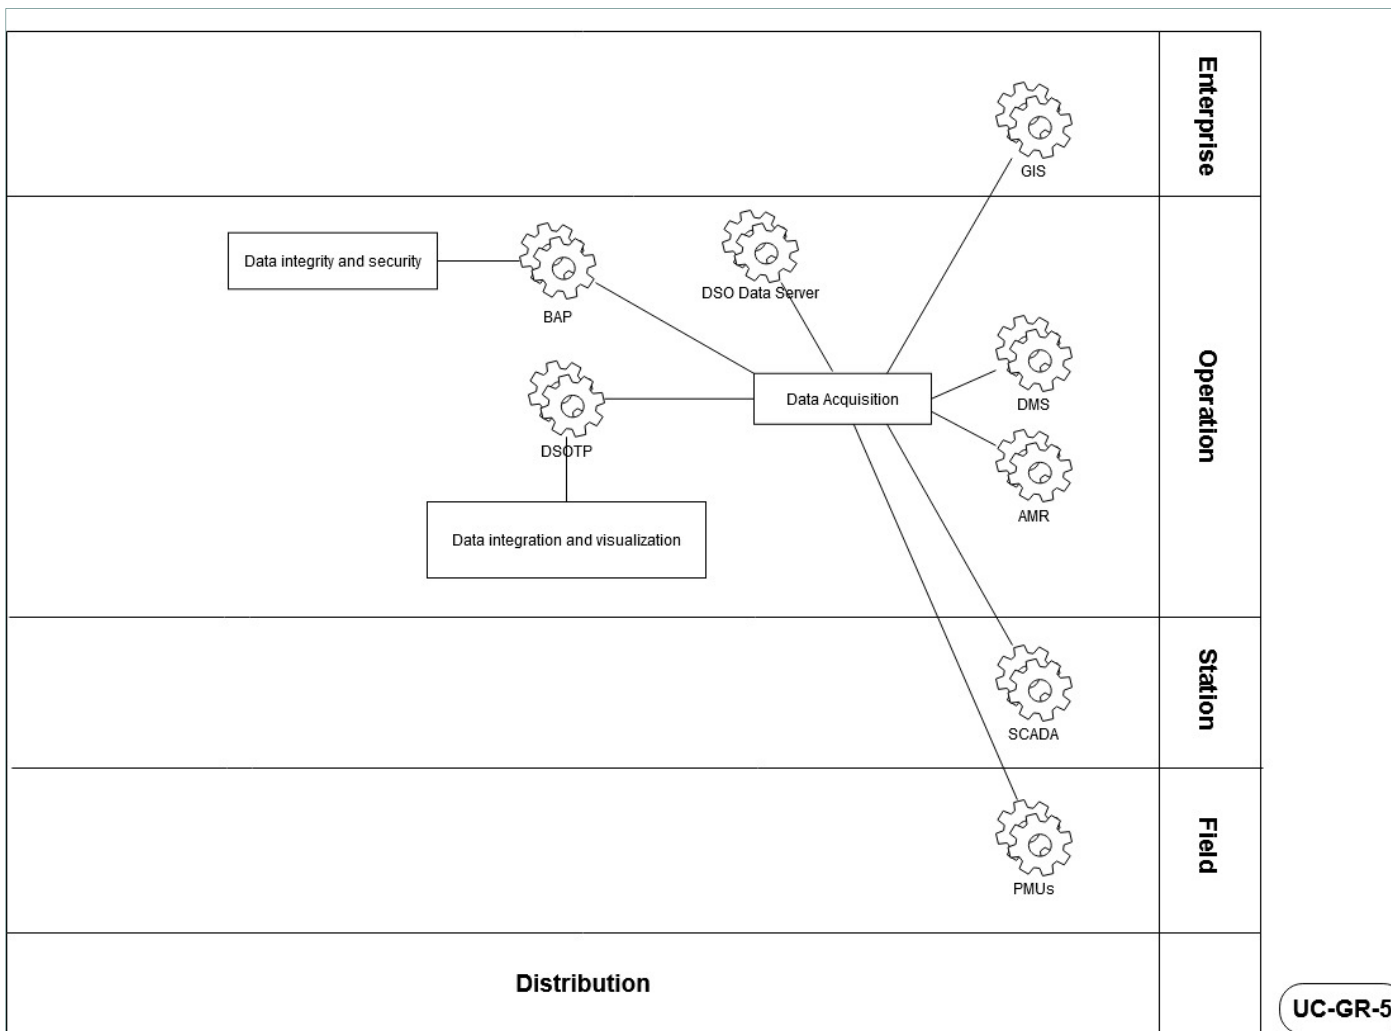 Enterprise
GIS
Data integrity and security
BAP
DSO Data Server
Operation
DMS
Data Acquisition
DSOTP
AMR
Data integration and visualization
Station
SCADA
Field
PMUs
Distribution
UC-GR-5